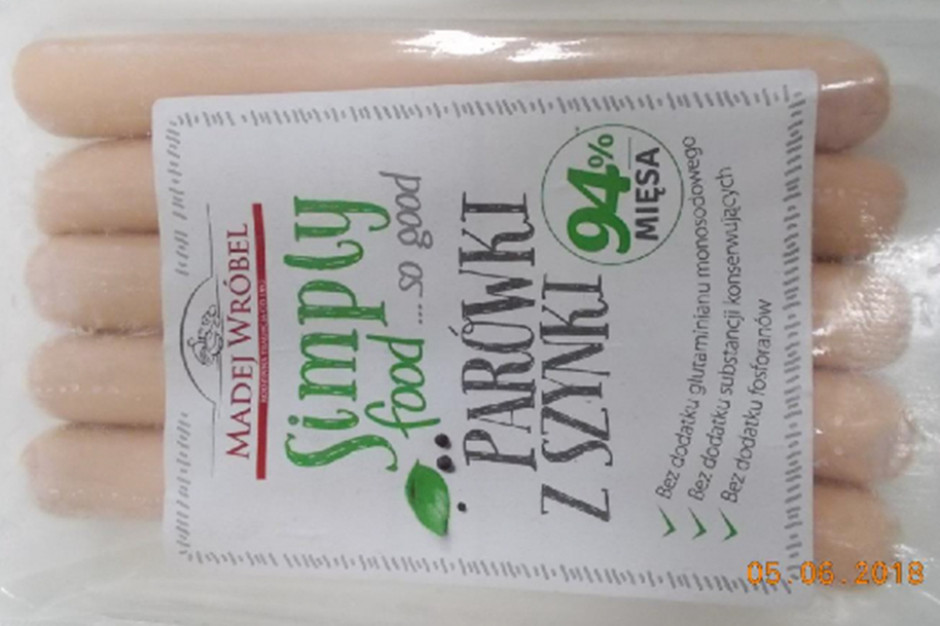 MADEJ WRÓBEL
Simply
food ...so good
PARÓWKI
Z SZYNKI
94%
MIĘSA
Bez dodatku glutaminianu monosodowego
Bez dodatku substancji konserwujących
Bez dodatku fosforanów
05.06.2018